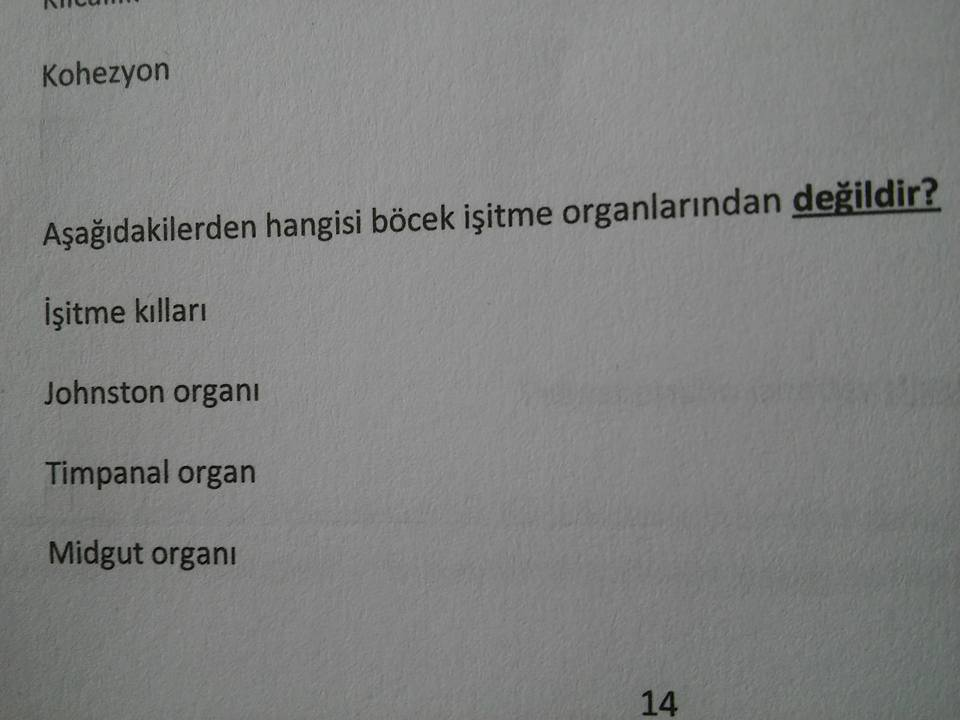 Kohezyon
Aşağıdakilerden hangisi böcek işitme organlarından değildir?
İşitme kılları
Johnston organı
Timpanal organ
Midgut organı
14